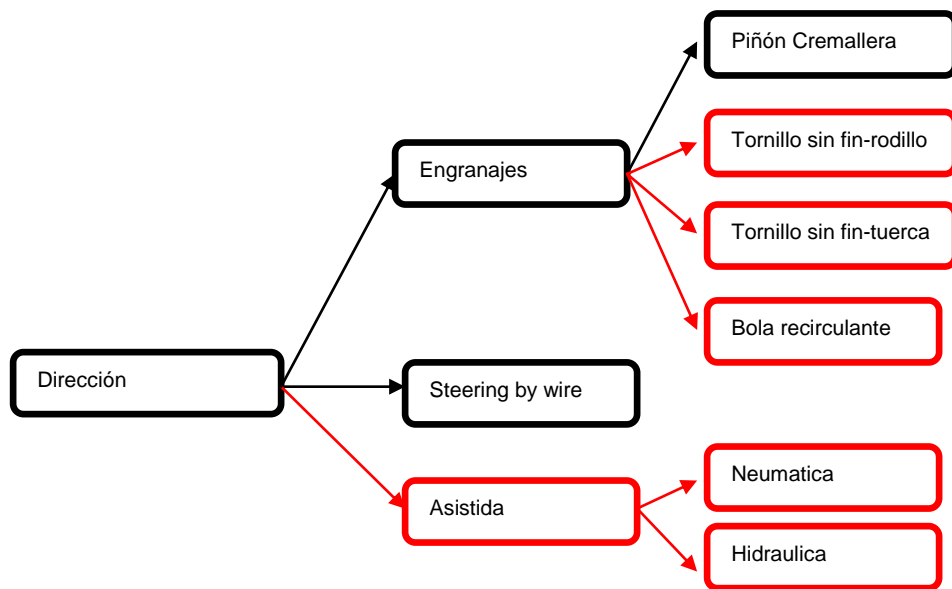 Piñón Cremallera
Tornillo sin fin-rodillo
Engranajes
Tornillo sin fin-tuerca
Bola recirculante
Dirección
Steering by wire
Neumatica
Asistida
Hidraulica